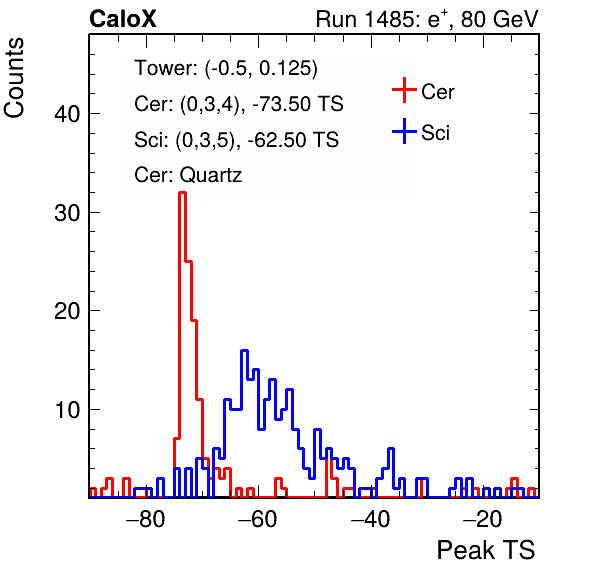 CaloX Run 1485: e⁺, 80 GeV
Counts
Tower: (-0.5, 0.125)
Cer: (0,3,4), -73.50 TS
Sci: (0,3,5), -62.50 TS
Cer: Quartz
Cer
Sci
40
30
20
10
−80 −60 −40 −20
Peak TS